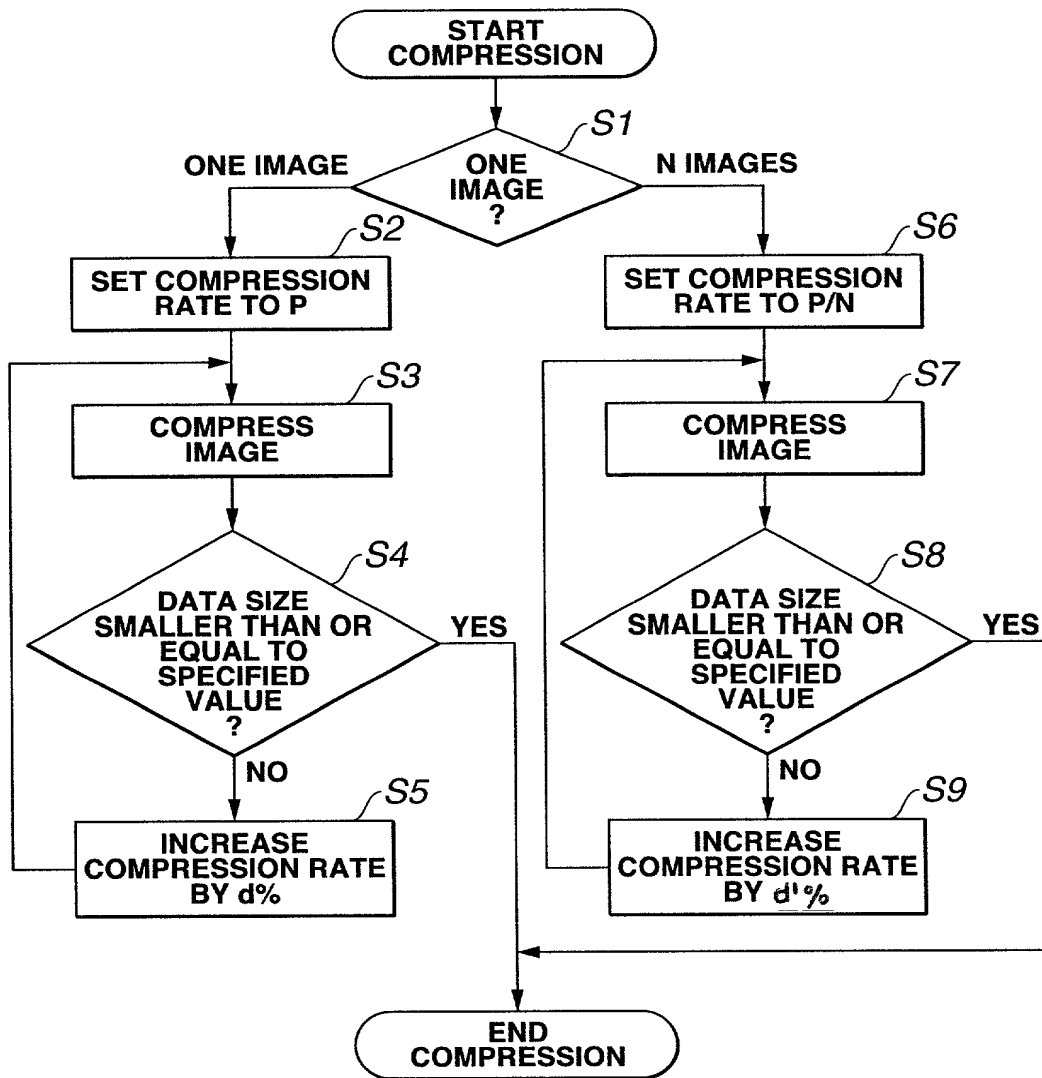 START
COMPRESSION
S1
ONE IMAGE
ONE
IMAGE
?
N IMAGES
S2
SET COMPRESSION
RATE TO P
S6
SET COMPRESSION
RATE TO P/N
S3
COMPRESS
IMAGE
S7
COMPRESS
IMAGE
S4
DATA SIZE
SMALLER THAN OR
EQUAL TO
SPECIFIED
VALUE
?
YES
NO
S8
DATA SIZE
SMALLER THAN OR
EQUAL TO
SPECIFIED
VALUE
?
YES
NO
S5
INCREASE
COMPRESSION RATE
BY d%
S9
INCREASE
COMPRESSION RATE
BY d'%
END
COMPRESSION